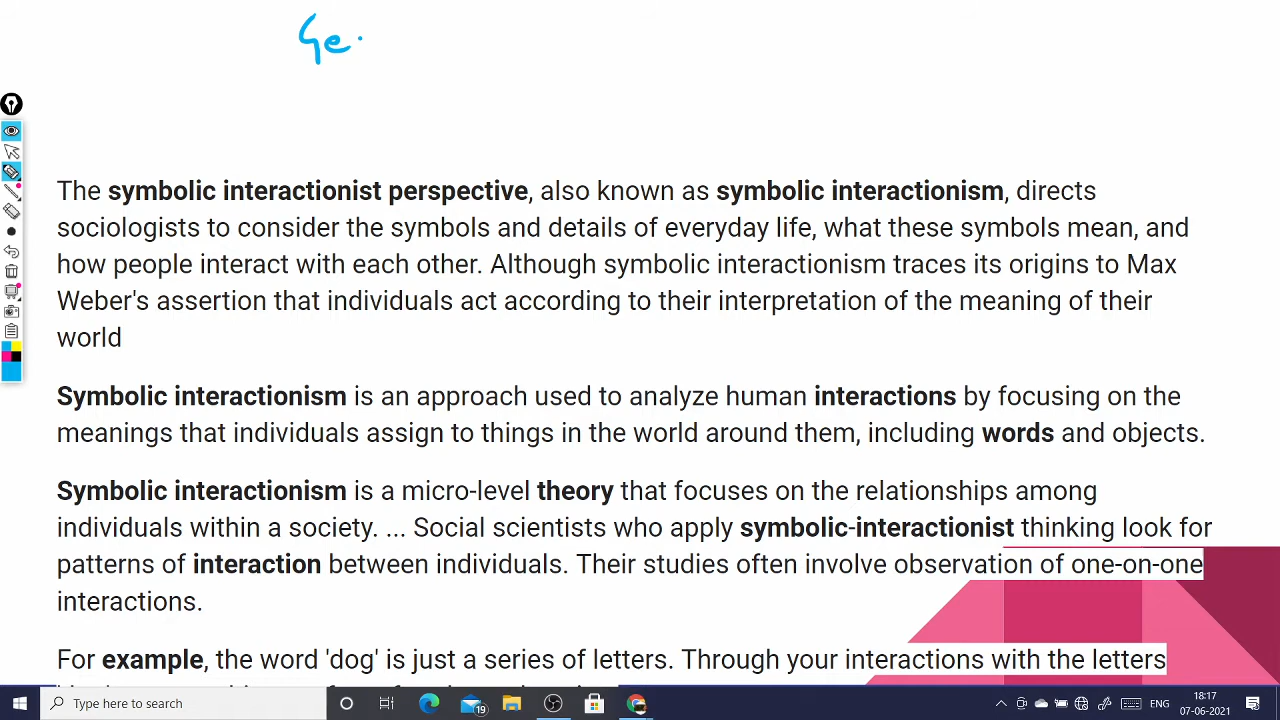 Ge.
The symbolic interactionist perspective, also known as symbolic interactionism, directs
sociologists to consider the symbols and details of everyday life, what these symbols mean, and
how people interact with each other. Although symbolic interactionism traces its origins to Max
Weber's assertion that individuals act according to their interpretation of the meaning of their
world
Symbolic interactionism is an approach used to analyze human interactions by focusing on the
meanings that individuals assign to things in the world around them, including words and objects.
Symbolic interactionism is a micro-level theory that focuses on the relationships among
individuals within a society. ... Social scientists who apply symbolic-interactionist thinking look for
patterns of interaction between individuals. Their studies often involve observation of one-on-one
interactions.
For example, the word 'dog' is just a series of letters. Through your interactions with the letters
Type here to search
19
ENG
18:17
07-06-2021